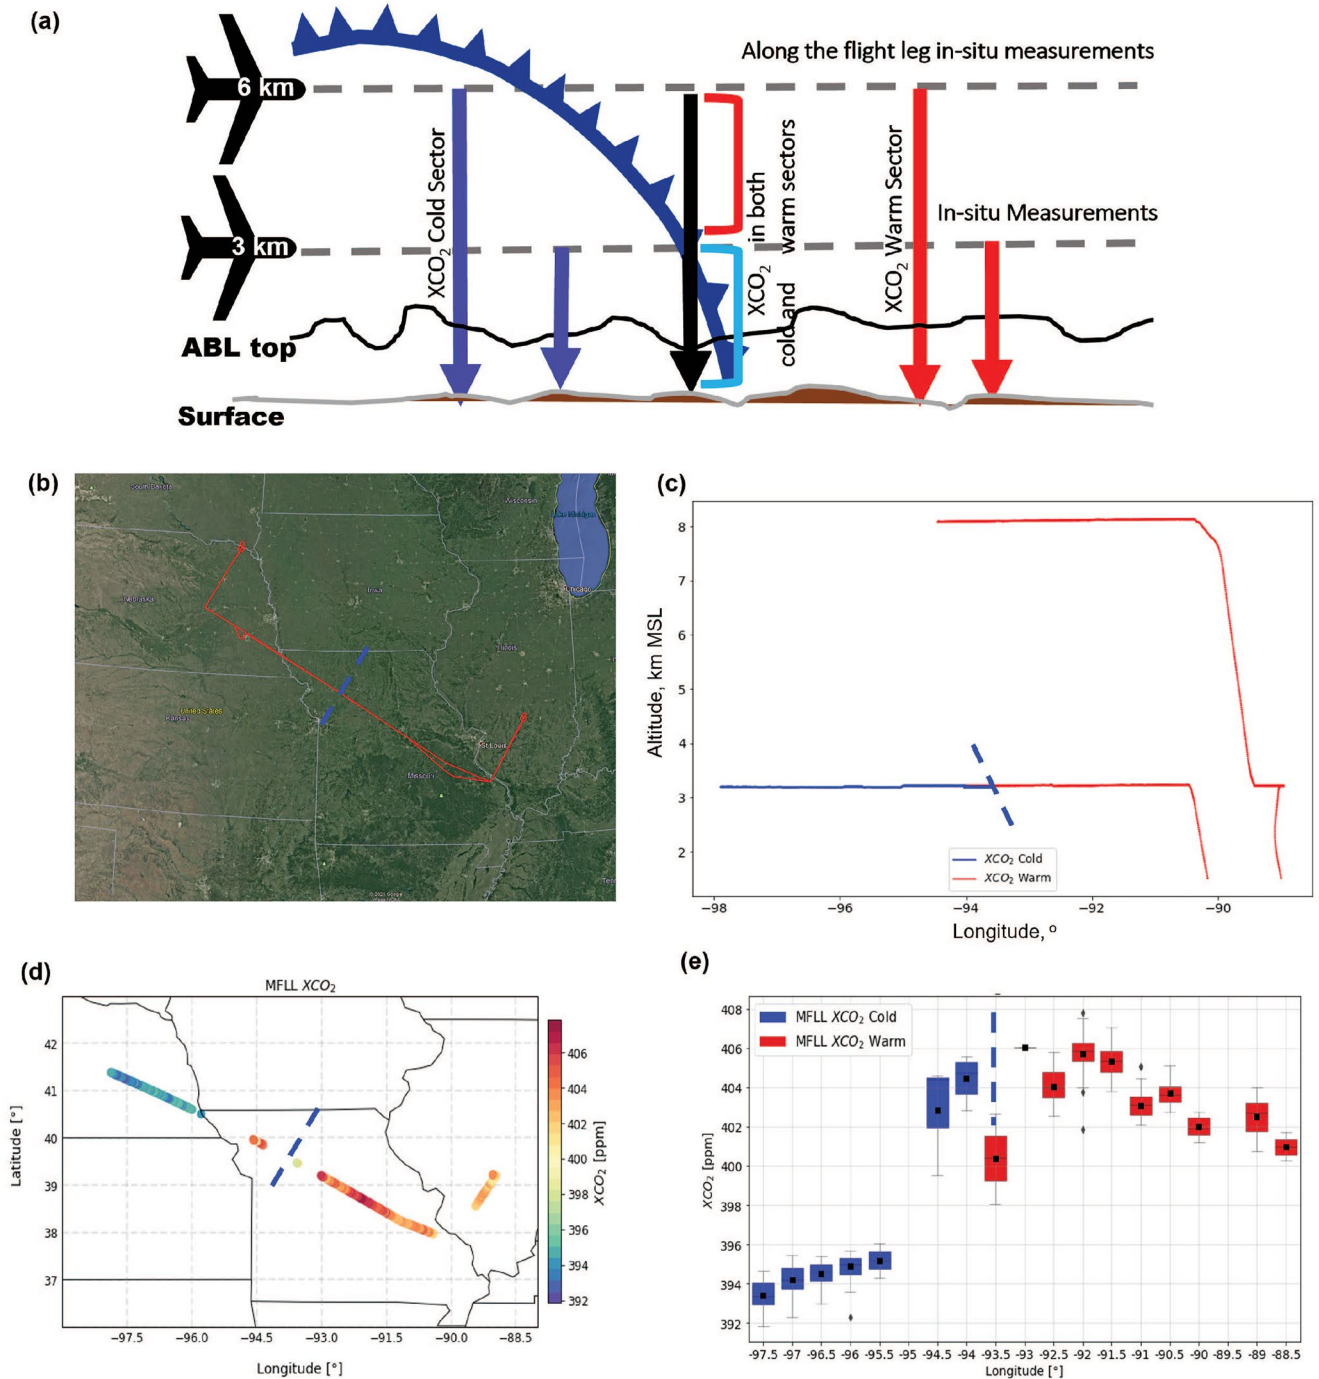 (a)
Along the flight leg in-situ measurements
6 km
XCO₂ Cold Sector
XCO₂ in both
cold and warm sectors
XCO₂ Warm Sector
In-situ Measurements
3 km
ABL top
Surface
(b)
South Dakota
Wisconsin
Lake Michigan
Chicago
Nebraska
Iowa
Illinois
United States
Kansas
St Louis
Missouri
(c)
Altitude, km MSL
8
7
6
5
4
3
2
XCO₂ Cold
XCO₂ Warm
−98 −96 −94 −92 −90
Longitude, °
(d)
MFLL XCO₂
Latitude [°]
42
41
40
39
38
37
−97.5 −96.0 −94.5 −93.0 −91.5 −90.0 −88.5
Longitude [°]
406
404
402
400
398
396
394
392
XCO₂ [ppm]
(e)
XCO₂ [ppm]
408
406
404
402
400
398
396
394
392
MFLL XCO₂ Cold
MFLL XCO₂ Warm
-97.5 -97 -96.5 -96 -95.5 -95 -94.5 -94 -93.5 -93 -92.5 -92 -91.5 -91 -90.5 -90 -89 -88.5
Longitude [°]